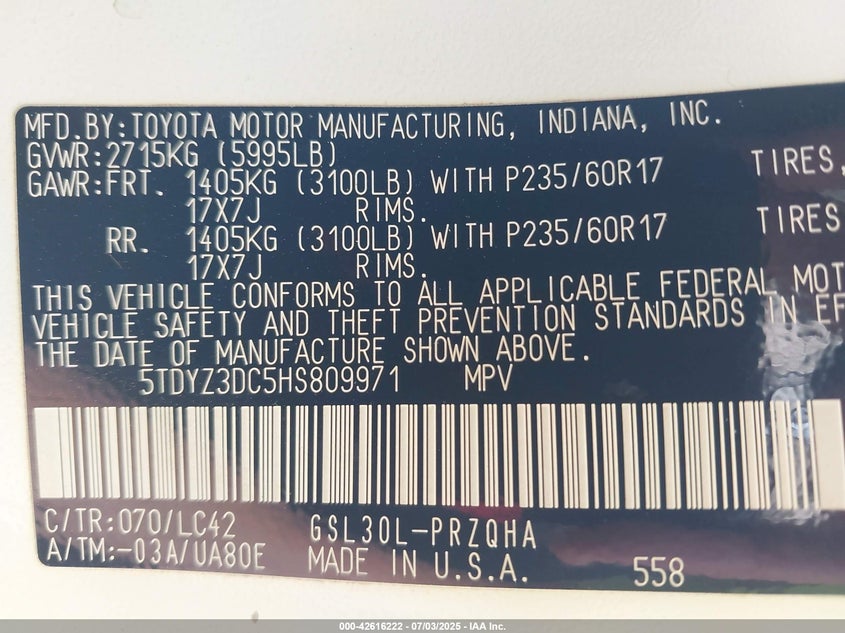 MFD.BY:TOYOTA MOTOR MANUFACTURING, INDIANA, INC.
GVWR:2715KG (5995LB)
GAWR:FRT. 1405KG (3100LB) WITH P235/60R17 TIRES,
17X7J RIMS.
RR. 1405KG (3100LB) WITH P235/60R17 TIRES
17X7J RIMS.
THIS VEHICLE CONFORMS TO ALL APPLICABLE FEDERAL MOT
VEHICLE SAFETY AND THEFT PREVENTION STANDARDS IN EF
THE DATE OF MANUFACTURE SHOWN ABOVE.
5TDYZ3DC5HS809971 MPV
C/TR:070/LC42 GSL30L-PRZQHA
A/TM:-03A/UA80E MADE IN U.S.A. 558
000-42616222 - 07/03/2025 - IAA Inc.